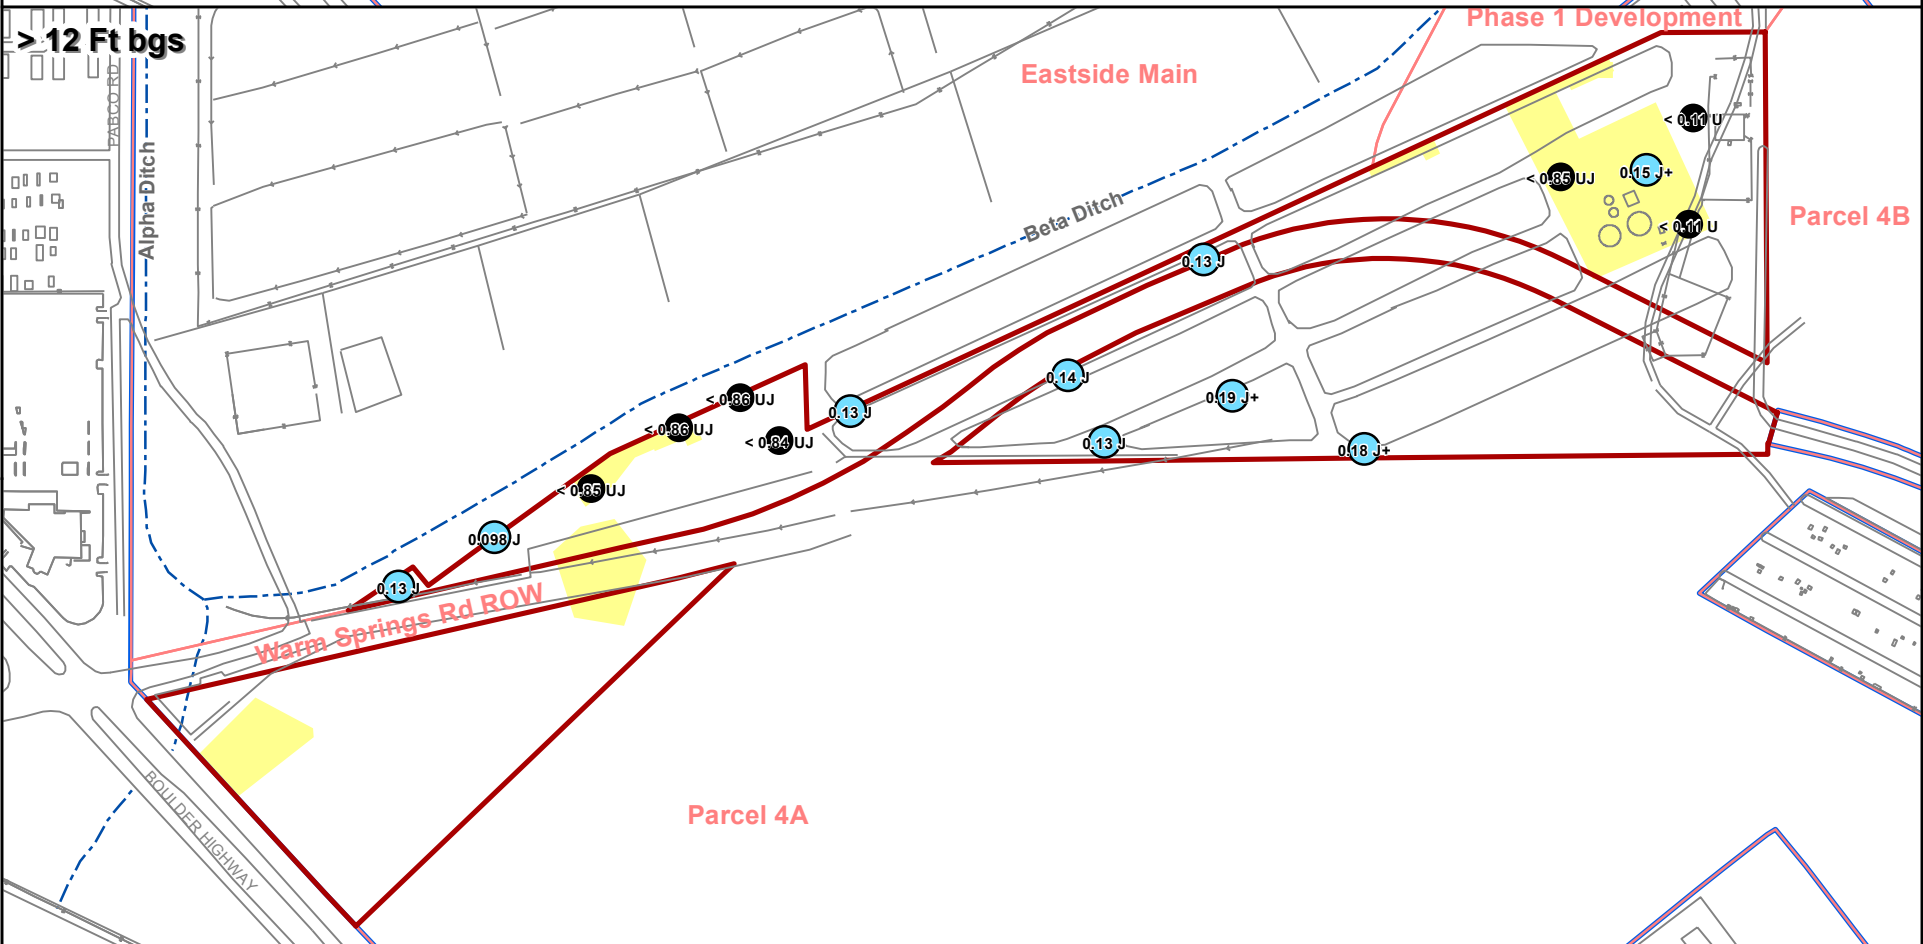 > 12 Ft bgs
PABCO RD
Alpha Ditch
Phase 1 Development
Eastside Main
Parcel 4B
Beta Ditch
< 0.11 U
< 0.85 UJ
0.15 J+
< 0.11 U
0.13 J
0.14 J
0.19 J+
0.13 J
0.18 J+
0.13 J
< 0.86 UJ
< 0.86 UJ
< 0.84 UJ
< 0.85 UJ
0.098 J
0.13 J
Warm Springs Rd ROW
Parcel 4A
BOULDER HIGHWAY